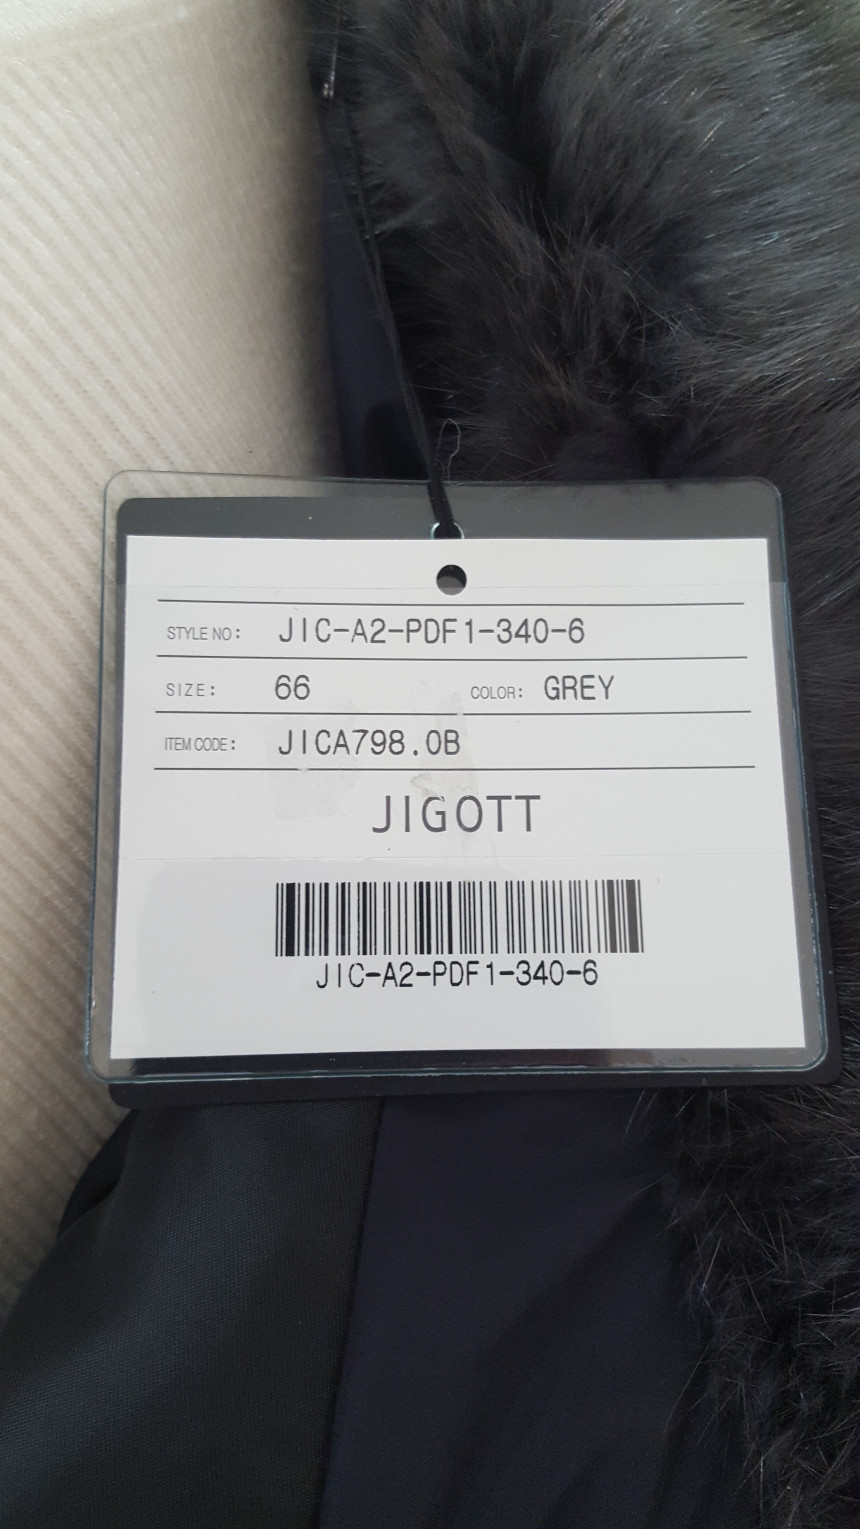 STYLE NO: JIC-A2-PDF1-340-6
SIZE: 66 COLOR: GREY
ITEM CODE: JICA798.0B
JIGOTT
JIC-A2-PDF1-340-6